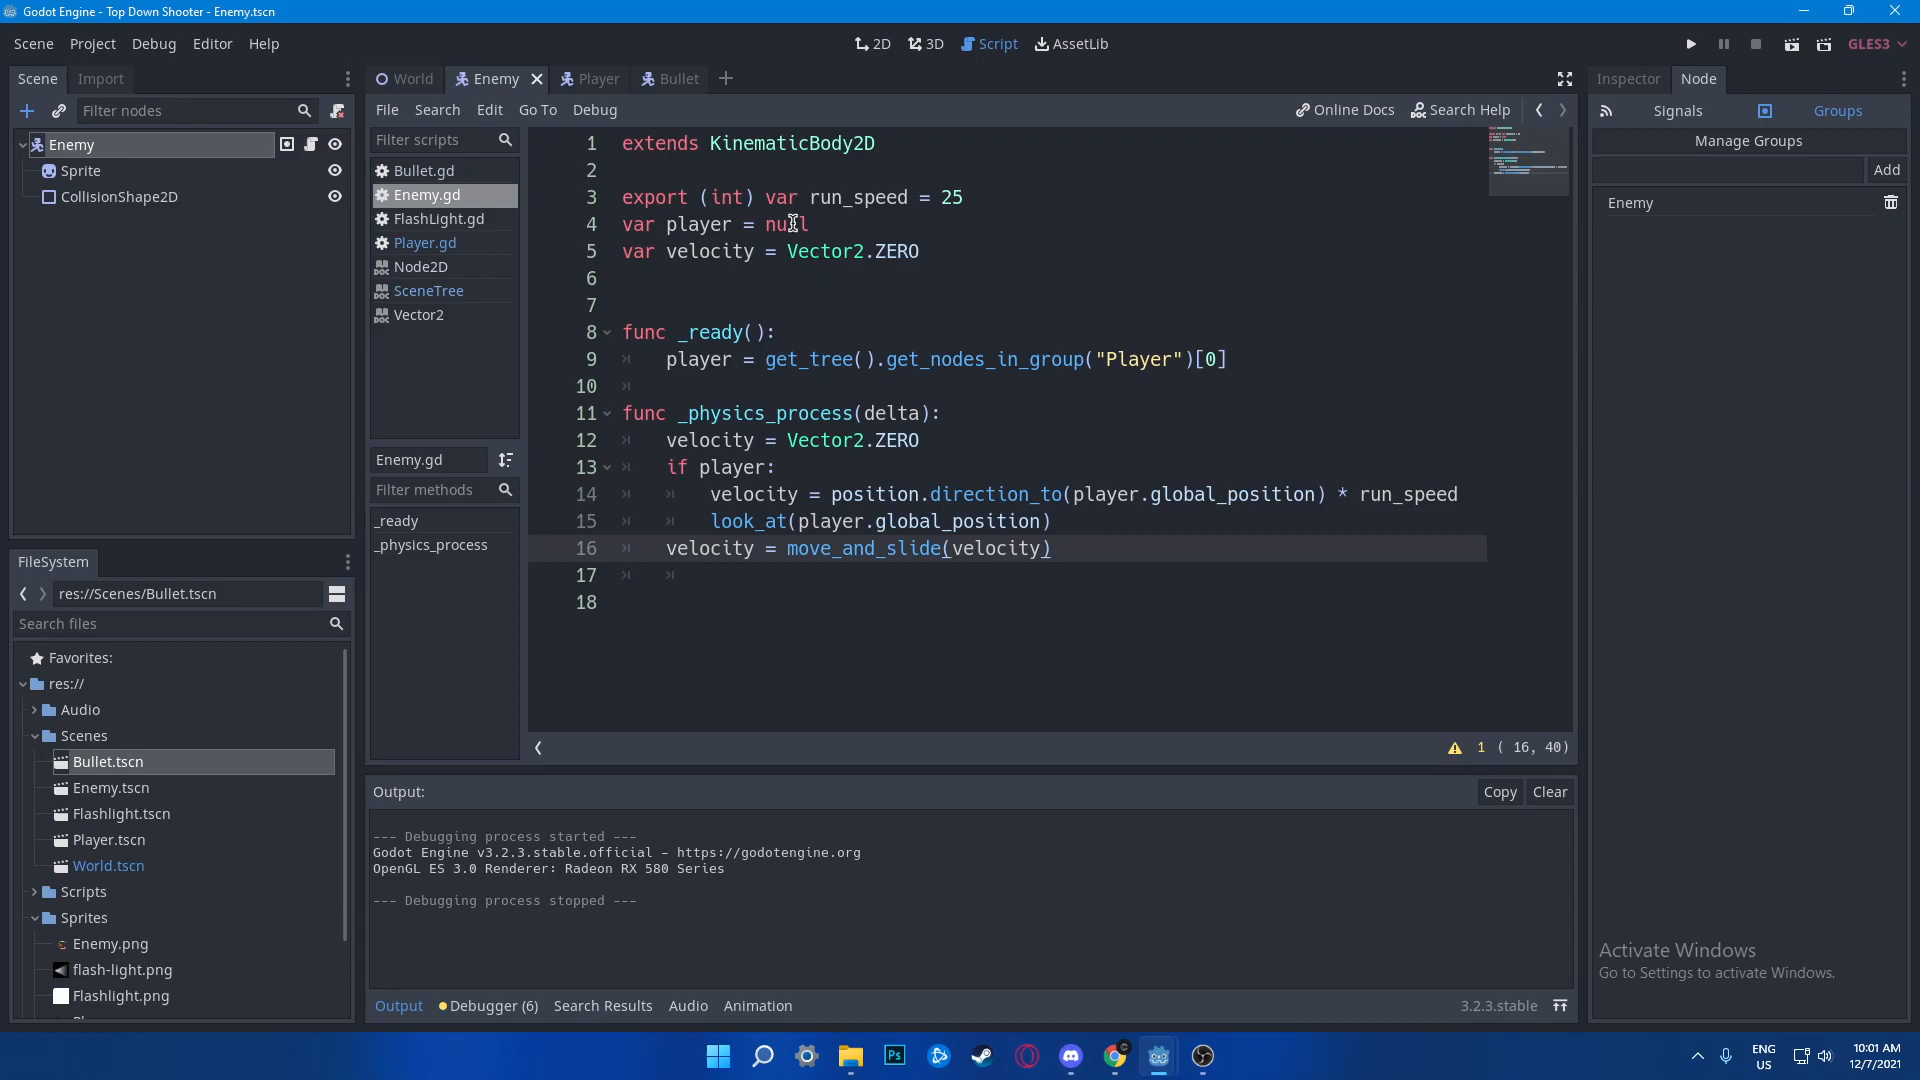 Godot Engine - Top Down Shooter - Enemy.tscn
Scene Project Debug Editor Help
2D 3D Script AssetLib
GLES3
Scene Import
Filter nodes
Enemy
Sprite
CollisionShape2D
FileSystem
res://Scenes/Bullet.tscn
Search files
Favorites:
res://
Audio
Scenes
Bullet.tscn
Enemy.tscn
Flashlight.tscn
Player.tscn
World.tscn
Scripts
Sprites
Enemy.png
flash-light.png
Flashlight.png
World Enemy Player Bullet
File Search Edit Go To Debug
Online Docs Search Help
Filter scripts
Bullet.gd
Enemy.gd
FlashLight.gd
Player.gd
Node2D
SceneTree
Vector2
Enemy.gd
Filter methods
_ready
_physics_process
1 extends KinematicBody2D
2
3 export (int) var run_speed = 25
4 var player = null
5 var velocity = Vector2.ZERO
6
7
8 func _ready():
9 player = get_tree().get_nodes_in_group("Player")[0]
10
11 func _physics_process(delta):
12 velocity = Vector2.ZERO
13 if player:
14 velocity = position.direction_to(player.global_position) * run_speed
15 look_at(player.global_position)
16 velocity = move_and_slide(velocity)
17
18
1 ( 16, 40)
Output:
Copy Clear
--- Debugging process started ---
Godot Engine v3.2.3.stable.official - https://godotengine.org
OpenGL ES 3.0 Renderer: Radeon RX 580 Series
--- Debugging process stopped ---
Output Debugger (6) Search Results Audio Animation
3.2.3.stable
Inspector Node
Signals Groups
Manage Groups
Add
Enemy
Activate Windows
Go to Settings to activate Windows.
Ps
ENG
US
10:01 AM
12/7/2021